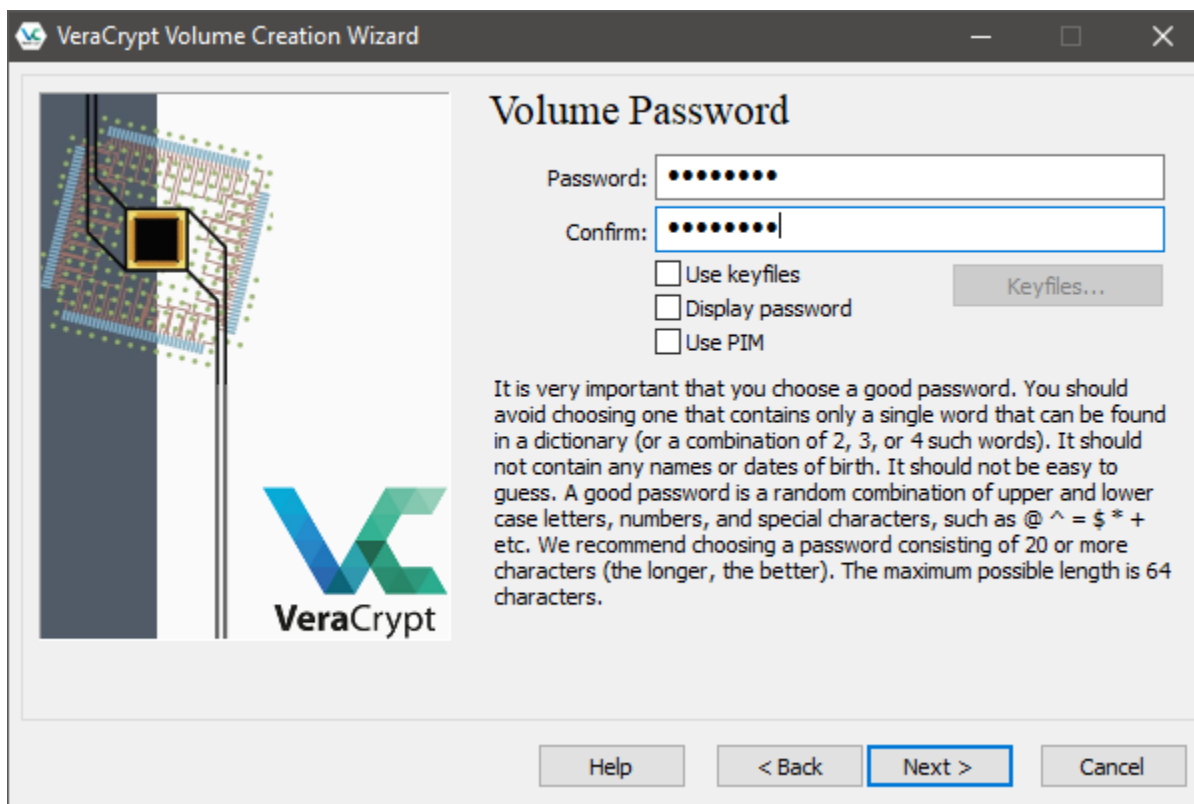 VeraCrypt Volume Creation Wizard
Volume Password
Password: ••••••••
Confirm: ••••••••
Use keyfiles
Keyfiles...
Display password
Use PIM
It is very important that you choose a good password. You should
avoid choosing one that contains only a single word that can be found
in a dictionary (or a combination of 2, 3, or 4 such words). It should
not contain any names or dates of birth. It should not be easy to
guess. A good password is a random combination of upper and lower
case letters, numbers, and special characters, such as @ ^ = $ * +
etc. We recommend choosing a password consisting of 20 or more
characters (the longer, the better). The maximum possible length is 64
characters.
VeraCrypt
Help
< Back
Next >
Cancel